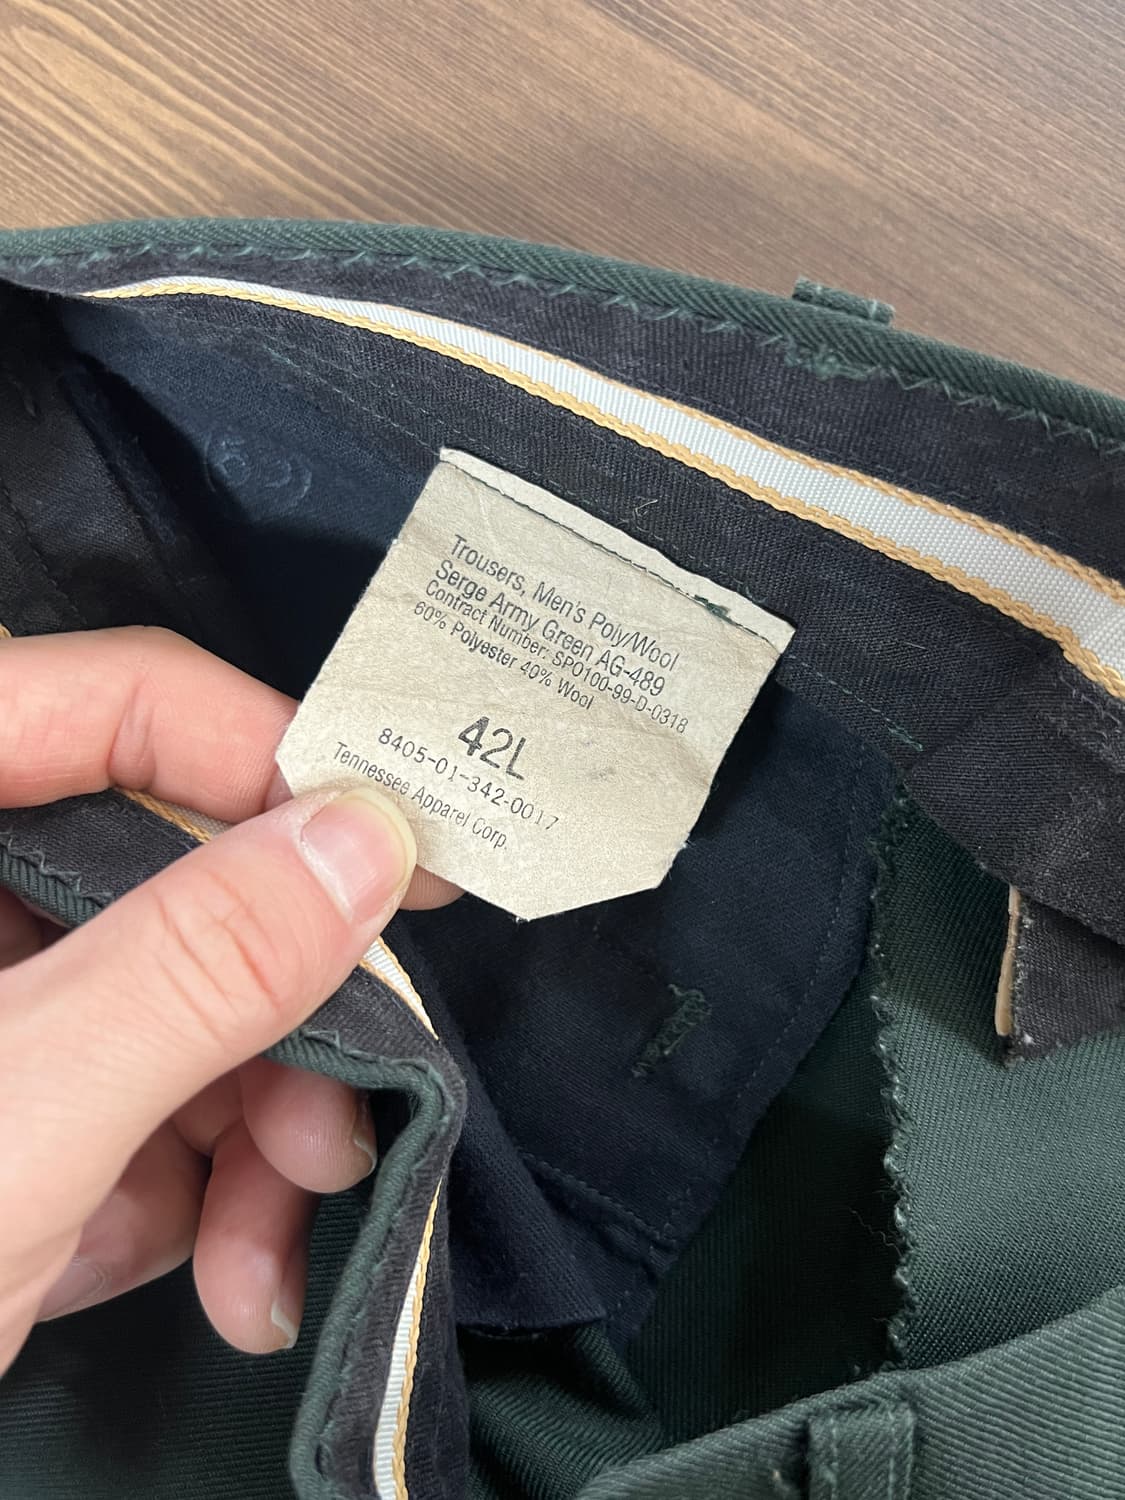 Trousers, Men's Poly/Wool
Serge Army Green AG-489
Contract Number: SPO100-99-D-0318
60% Polyester 40% Wool
42L
8405-01-342-0017
Tennessee Apparel Corp.